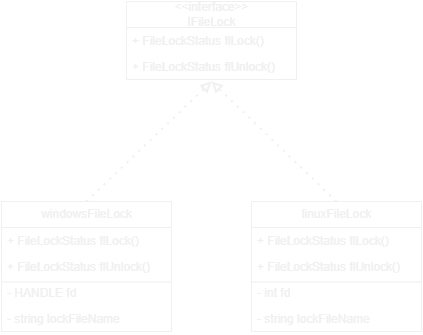 <<interface>>
IFileLock
+ FileLockStatus flLock()
+ FileLockStatus flUnlock()
windowsFileLock
+ FileLockStatus flLock()
+ FileLockStatus flUnlock()
- HANDLE fd
- string lockFileName
linuxFileLock
+ FileLockStatus flLock()
+ FileLockStatus flUnlock()
- int fd
- string lockFileName